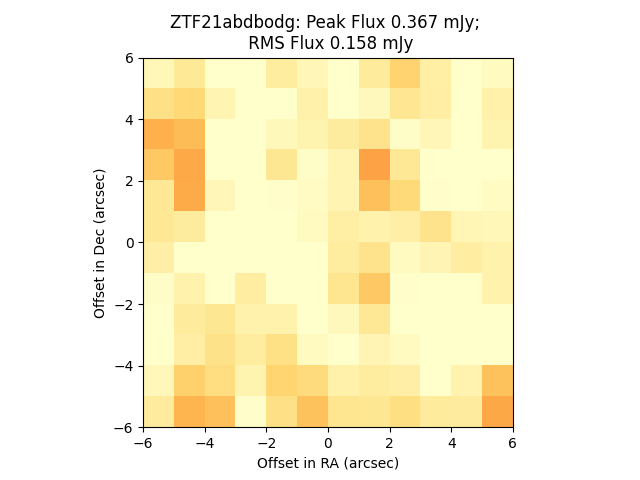 ZTF21abdbodg: Peak Flux 0.367 mJy;
RMS Flux 0.158 mJy
6
4
2
0
−2
−4
−6
Offset in Dec (arcsec)
−6 −4 −2 0 2 4 6
Offset in RA (arcsec)